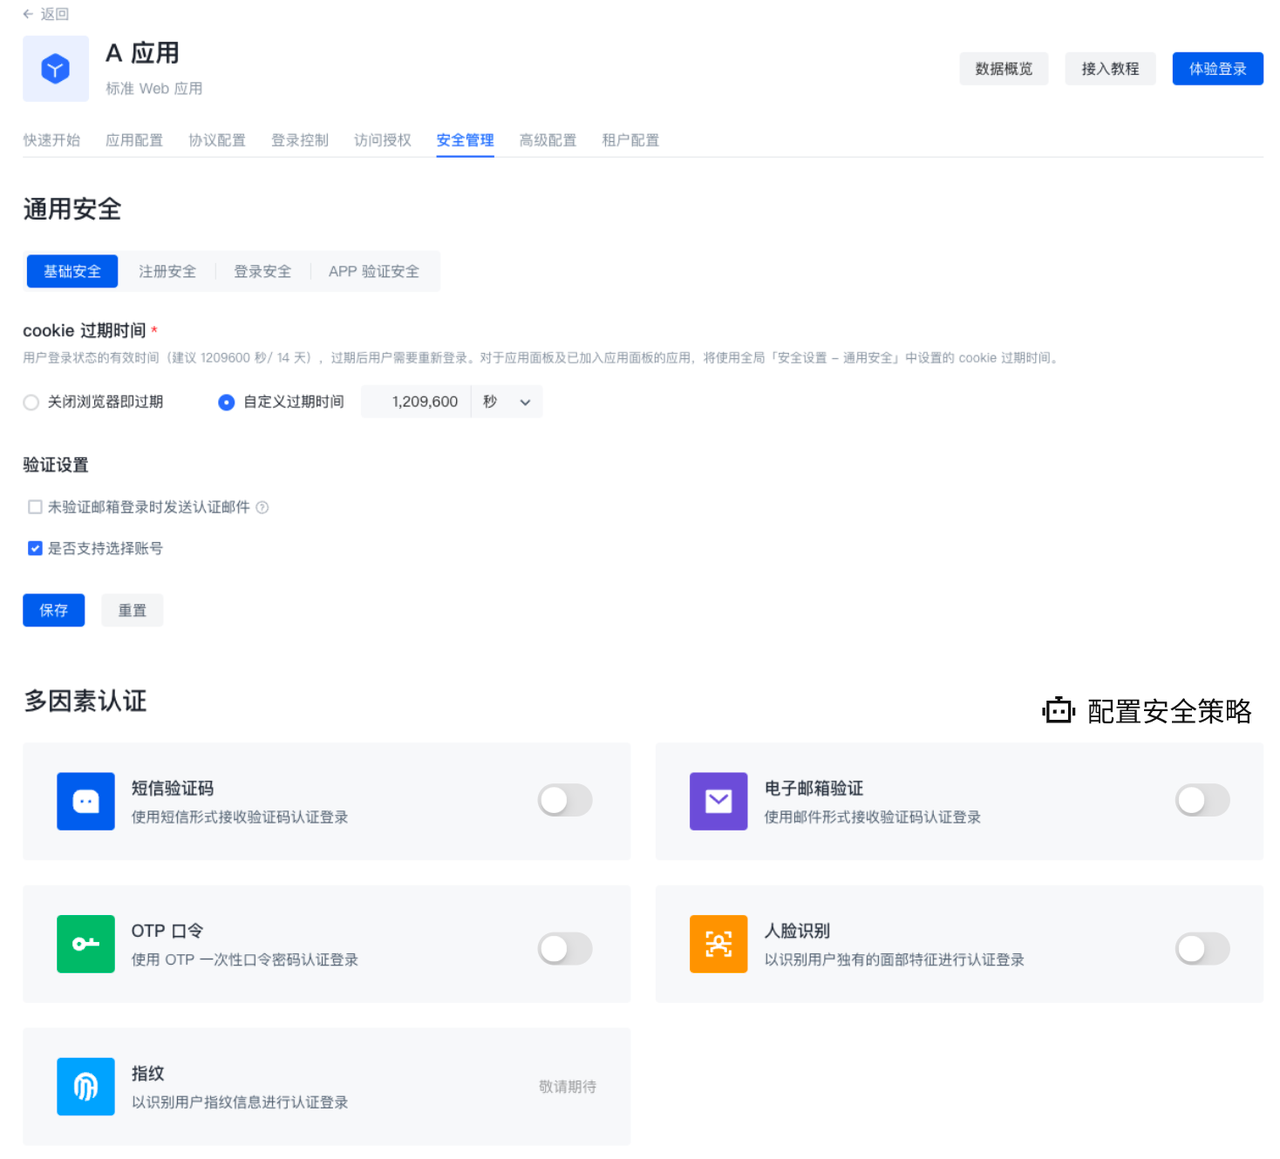 ← 返回
A 应用
标准 Web 应用
数据概览
接入教程
体验登录
快速开始 应用配置 协议配置 登录控制 访问授权 安全管理 高级配置 租户配置
通用安全
基础安全 注册安全 登录安全 APP 验证安全
cookie 过期时间 *
用户登录状态的有效时间（建议 1209600 秒/ 14 天），过期后用户需要重新登录。对于应用面板及已加入应用面板的应用，将使用全局「安全设置 - 通用安全」中设置的 cookie 过期时间。
关闭浏览器即过期 自定义过期时间 1,209,600 秒
验证设置
未验证邮箱登录时发送认证邮件
是否支持选择账号
保存 重置
多因素认证
配置安全策略
短信验证码
使用短信形式接收验证码认证登录
电子邮箱验证
使用邮件形式接收验证码认证登录
OTP 口令
使用 OTP 一次性口令密码认证登录
人脸识别
以识别用户独有的面部特征进行认证登录
指纹
以识别用户指纹信息进行认证登录
敬请期待